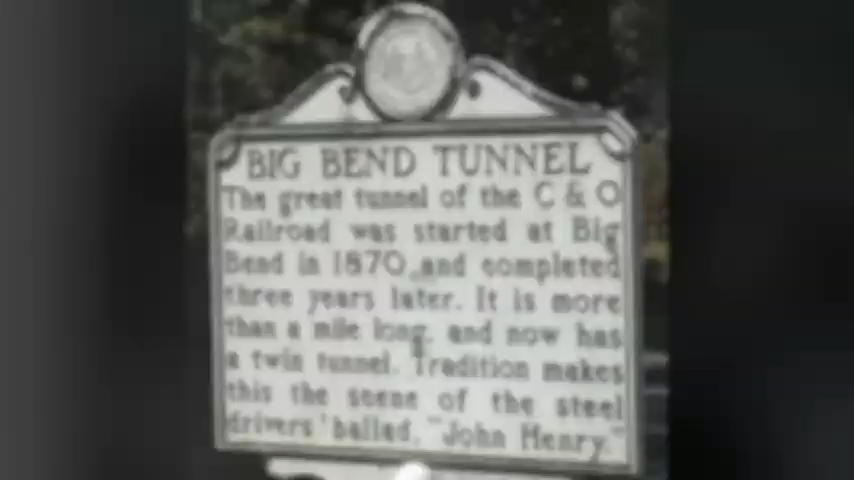 BIG BEND TUNNEL
The great tunnel of the C & O
Railroad was started at Big
Bend in 1870 and completed
three years later. It is more
than a mile long, and now has
a twin tunnel. Tradition makes
this the scene of the steel
drivers' ballad, "John Henry."